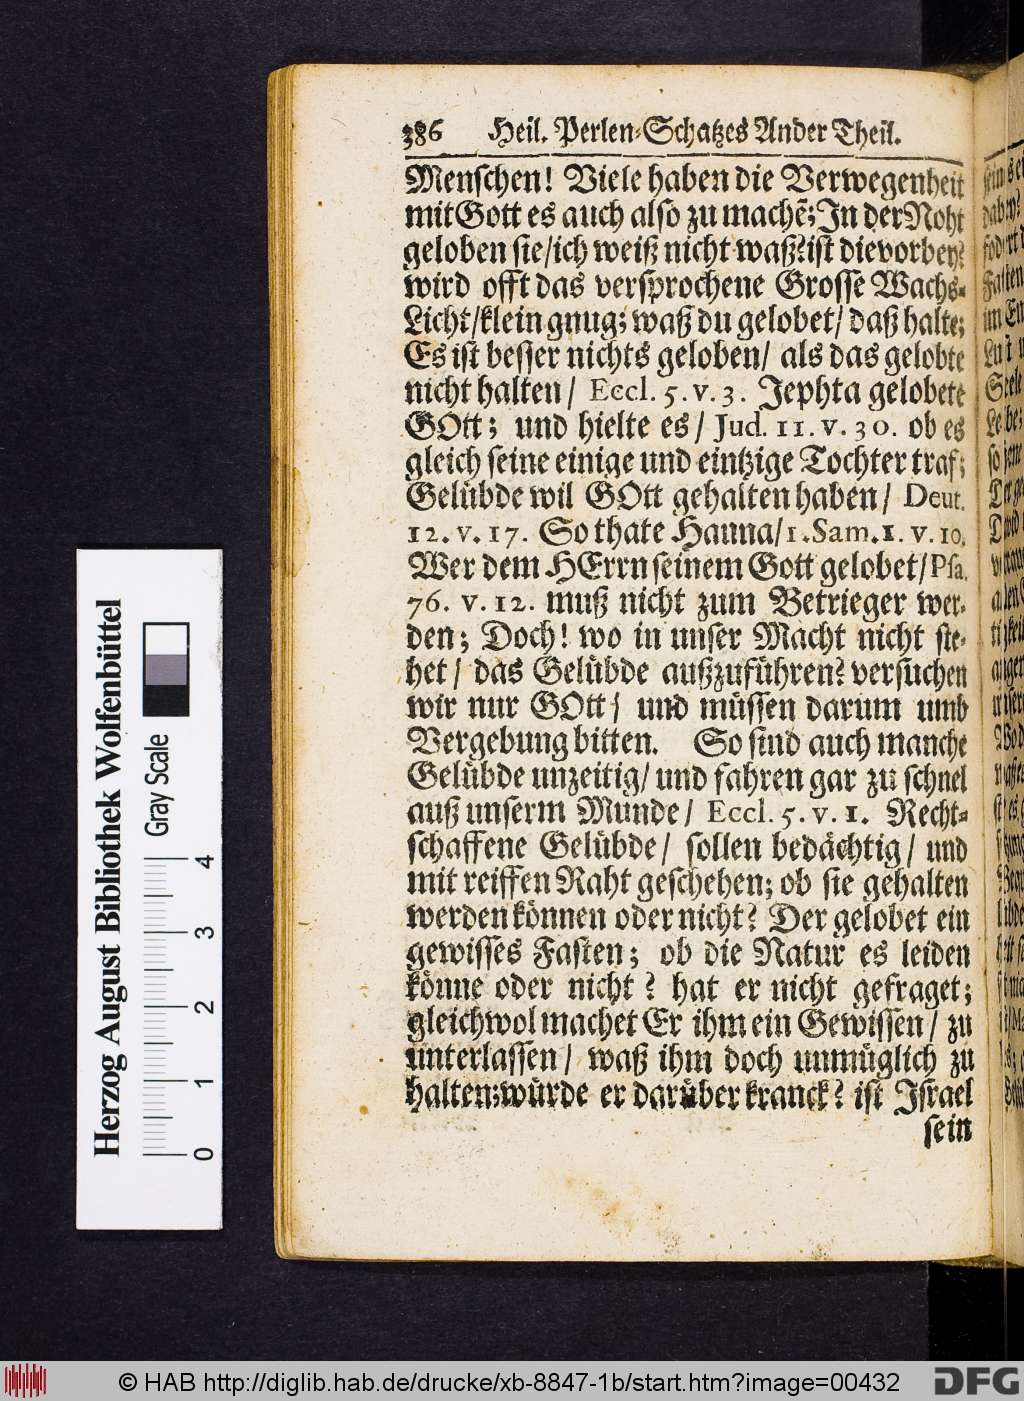 386 Heil. Perlen-Schatzes Ander Theil.
Menschen! Viele haben die Verwegenheit
mit Gott es auch also zu machē; In der Noht
geloben sie/ich weiß nicht waß? ist die vorbey?
wird offt das versprochene Grosse Wachs-
Licht/klein gnug; waß du gelobet/ daß halte;
Es ist besser nichts geloben/ als das gelobte
nicht halten/ Eccl. 5. v. 3. Jephta gelobete
GOtt; und hielte es/ Jud. 11. v. 30. ob es
gleich seine einige und eintzige Tochter traf;
Gelübde wil GOtt gehalten haben/ Deut.
12. v. 17. So thate Hanna/1. Sam. 1. v. 10.
Wer dem HErrn seinem Gott gelobet/Psa.
76. v. 12. muß nicht zum Betrieger wer-
den; Doch! wo in unser Macht nicht ste-
het/ das Gelübde außzuführen? versuchen
wir nur GOtt/ und müssen darum umb
Vergebung bitten. So sind auch manche
Gelübde unzeitig/ und fahren gar zu schnel
auß unserm Munde/ Eccl. 5. v. 1. Recht-
schaffene Gelübde/ sollen bedächtig/ und
mit reiffen Raht geschehen; ob sie gehalten
werden können oder nicht? Der gelobet ein
gewisses Fasten; ob die Natur es leiden
könne oder nicht? hat er nicht gefraget;
gleichwol machet Er ihm ein Gewissen/ zu
unterlassen/ waß ihm doch unmüglich zu
halten; würde er darüber kranck? ist Israel
sein
Herzog August Bibliothek Wolfenbüttel
Gray Scale
0 1 2 3 4
© HAB http://diglib.hab.de/drucke/xb-8847-1b/start.htm?image=00432
DFG